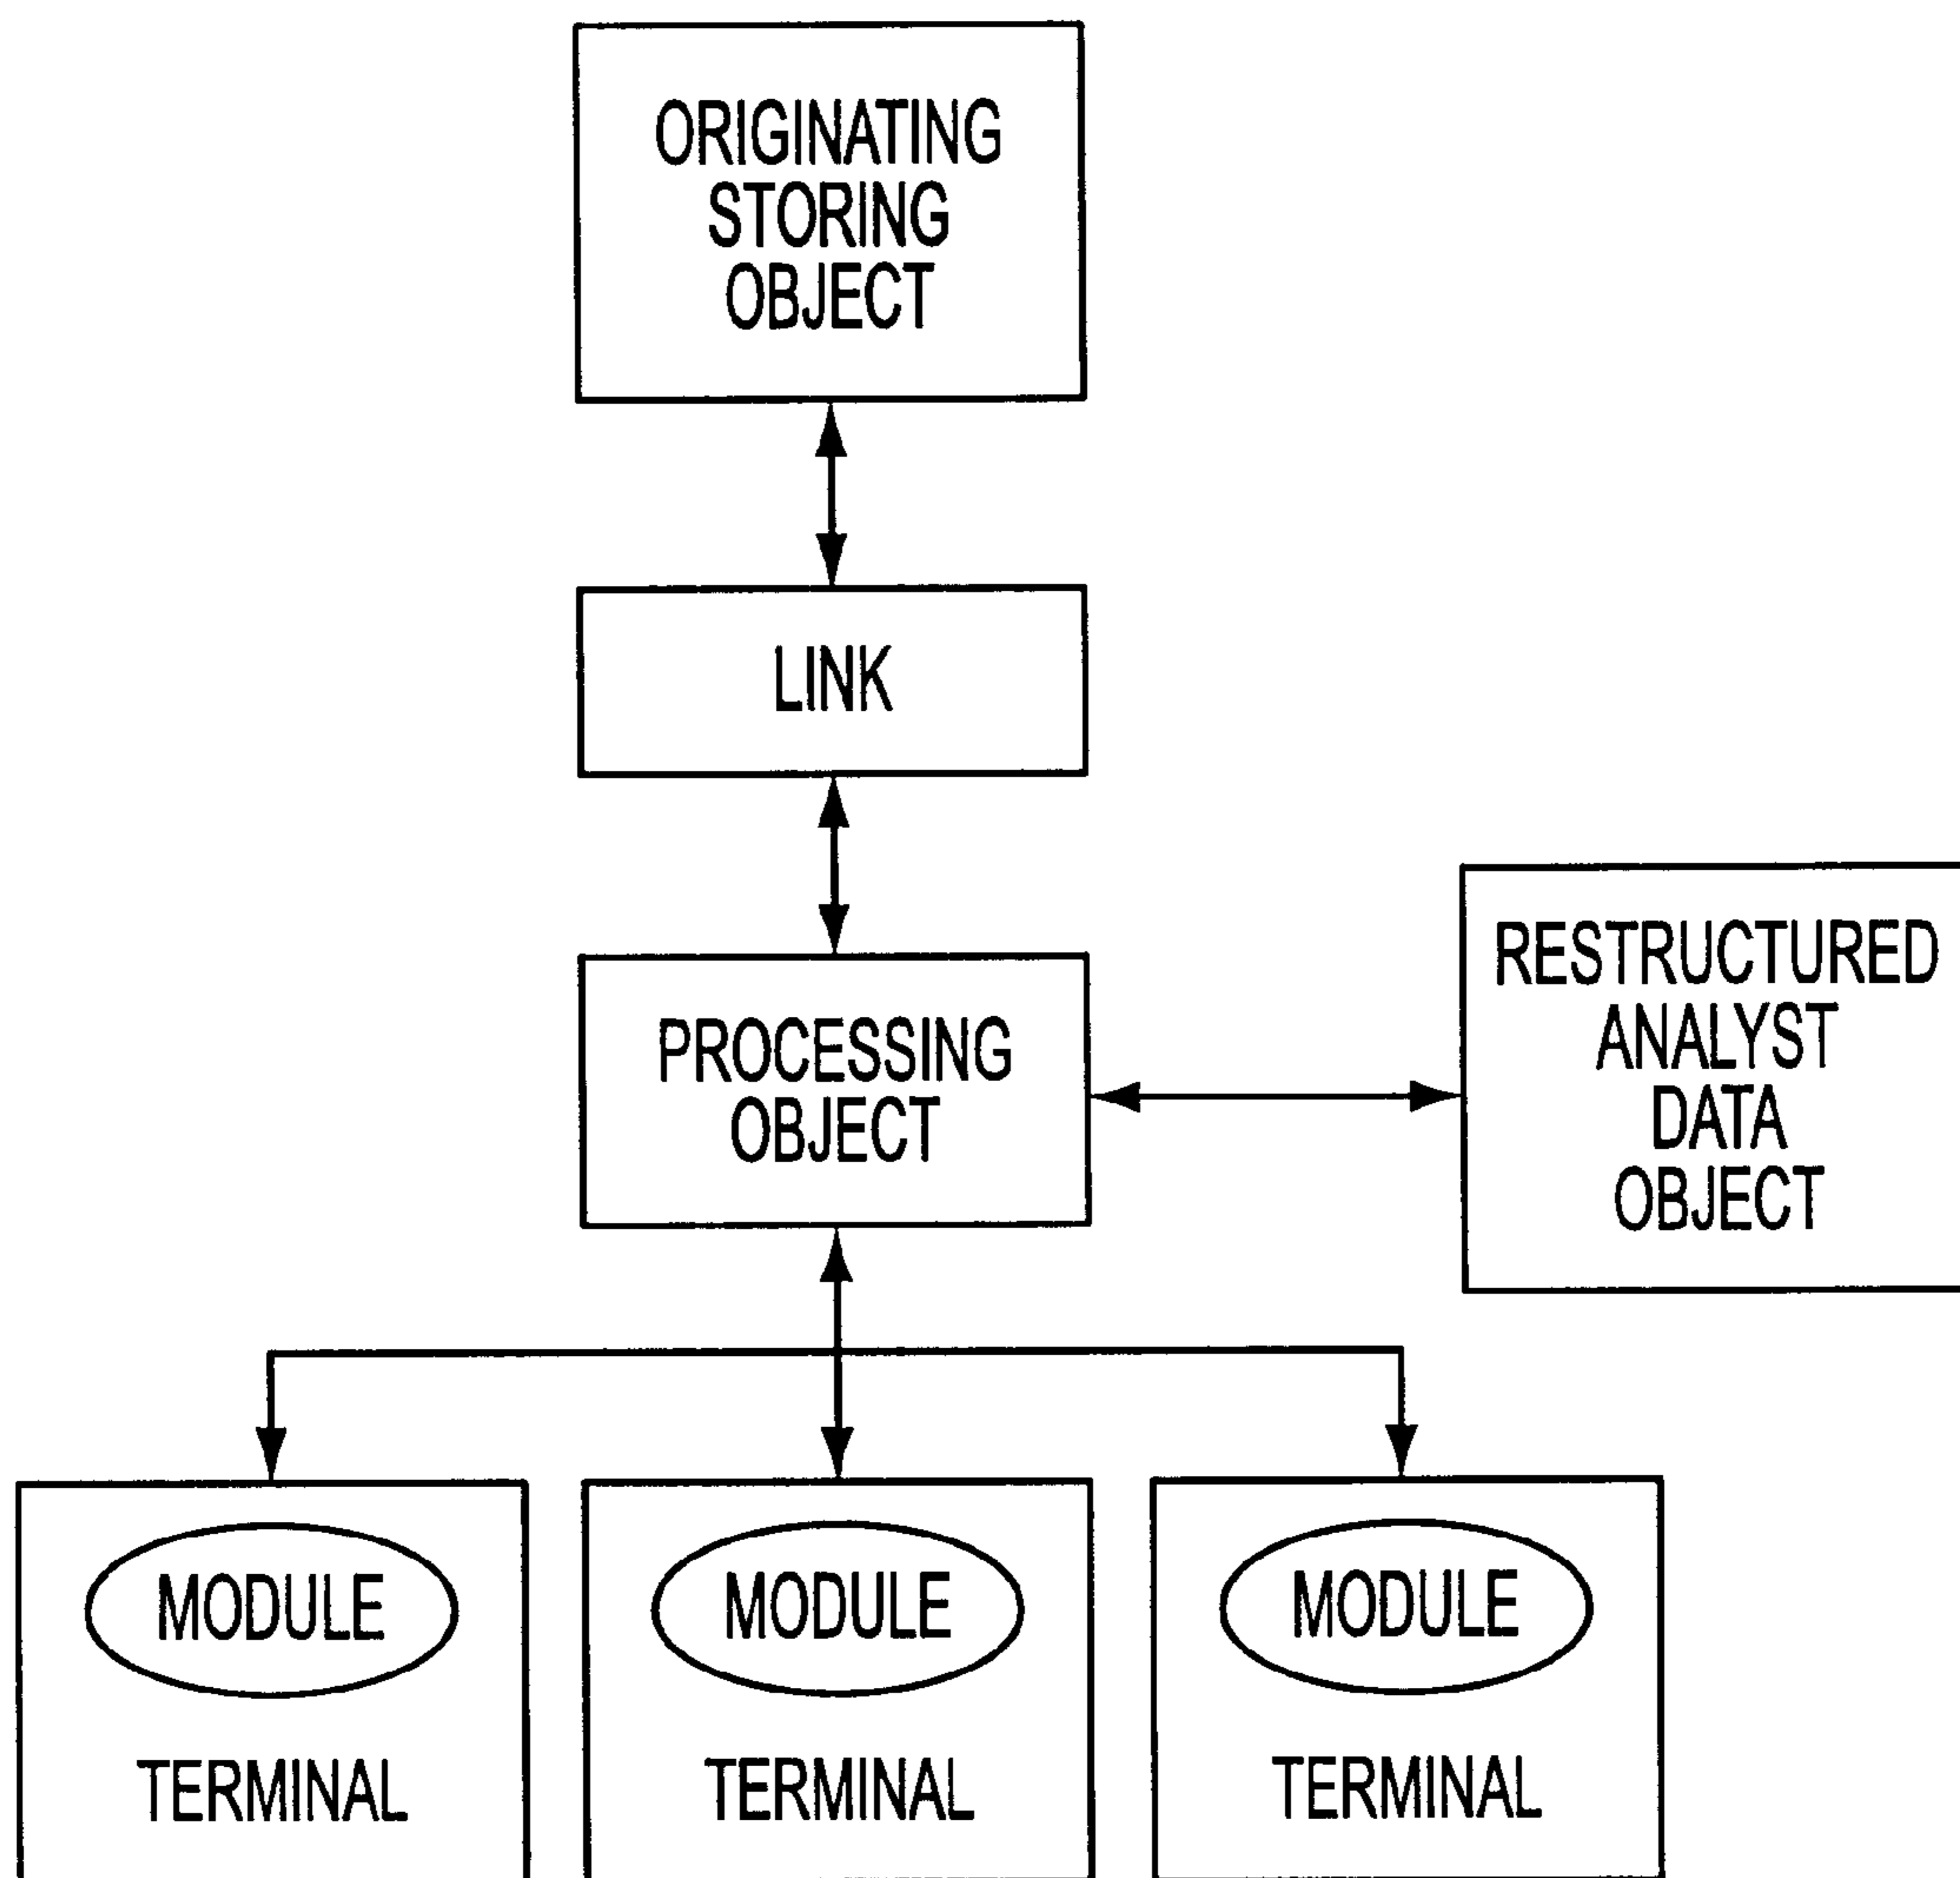 ORIGINATING
STORING
OBJECT
LINK
PROCESSING
OBJECT
RESTRUCTURED
ANALYST
DATA
OBJECT
MODULE
TERMINAL
MODULE
TERMINAL
MODULE
TERMINAL